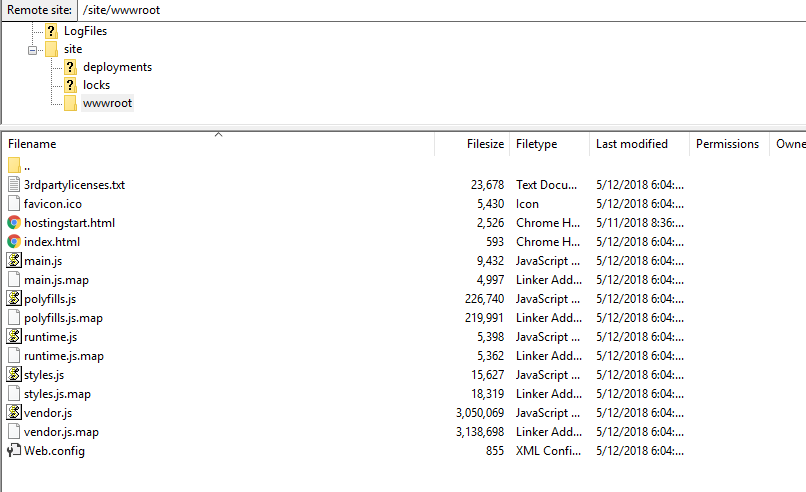 Remote site: /site/wwwroot
LogFiles
site
deployments
locks
wwwroot
Filename Filesize Filetype Last modified Permissions Owne
..
3rdpartylicenses.txt 23,678 Text Docu... 5/12/2018 6:04:...
favicon.ico 5,430 Icon 5/12/2018 6:04:...
hostingstart.html 2,526 Chrome H... 5/11/2018 8:36:...
index.html 593 Chrome H... 5/12/2018 6:04:...
main.js 9,432 JavaScript ... 5/12/2018 6:04:...
main.js.map 4,997 Linker Add... 5/12/2018 6:04:...
polyfills.js 226,740 JavaScript ... 5/12/2018 6:04:...
polyfills.js.map 219,991 Linker Add... 5/12/2018 6:04:...
runtime.js 5,398 JavaScript ... 5/12/2018 6:04:...
runtime.js.map 5,362 Linker Add... 5/12/2018 6:04:...
styles.js 15,627 JavaScript ... 5/12/2018 6:04:...
styles.js.map 18,319 Linker Add... 5/12/2018 6:04:...
vendor.js 3,050,069 JavaScript ... 5/12/2018 6:04:...
vendor.js.map 3,138,698 Linker Add... 5/12/2018 6:04:...
Web.config 855 XML Confi... 5/12/2018 6:04:...